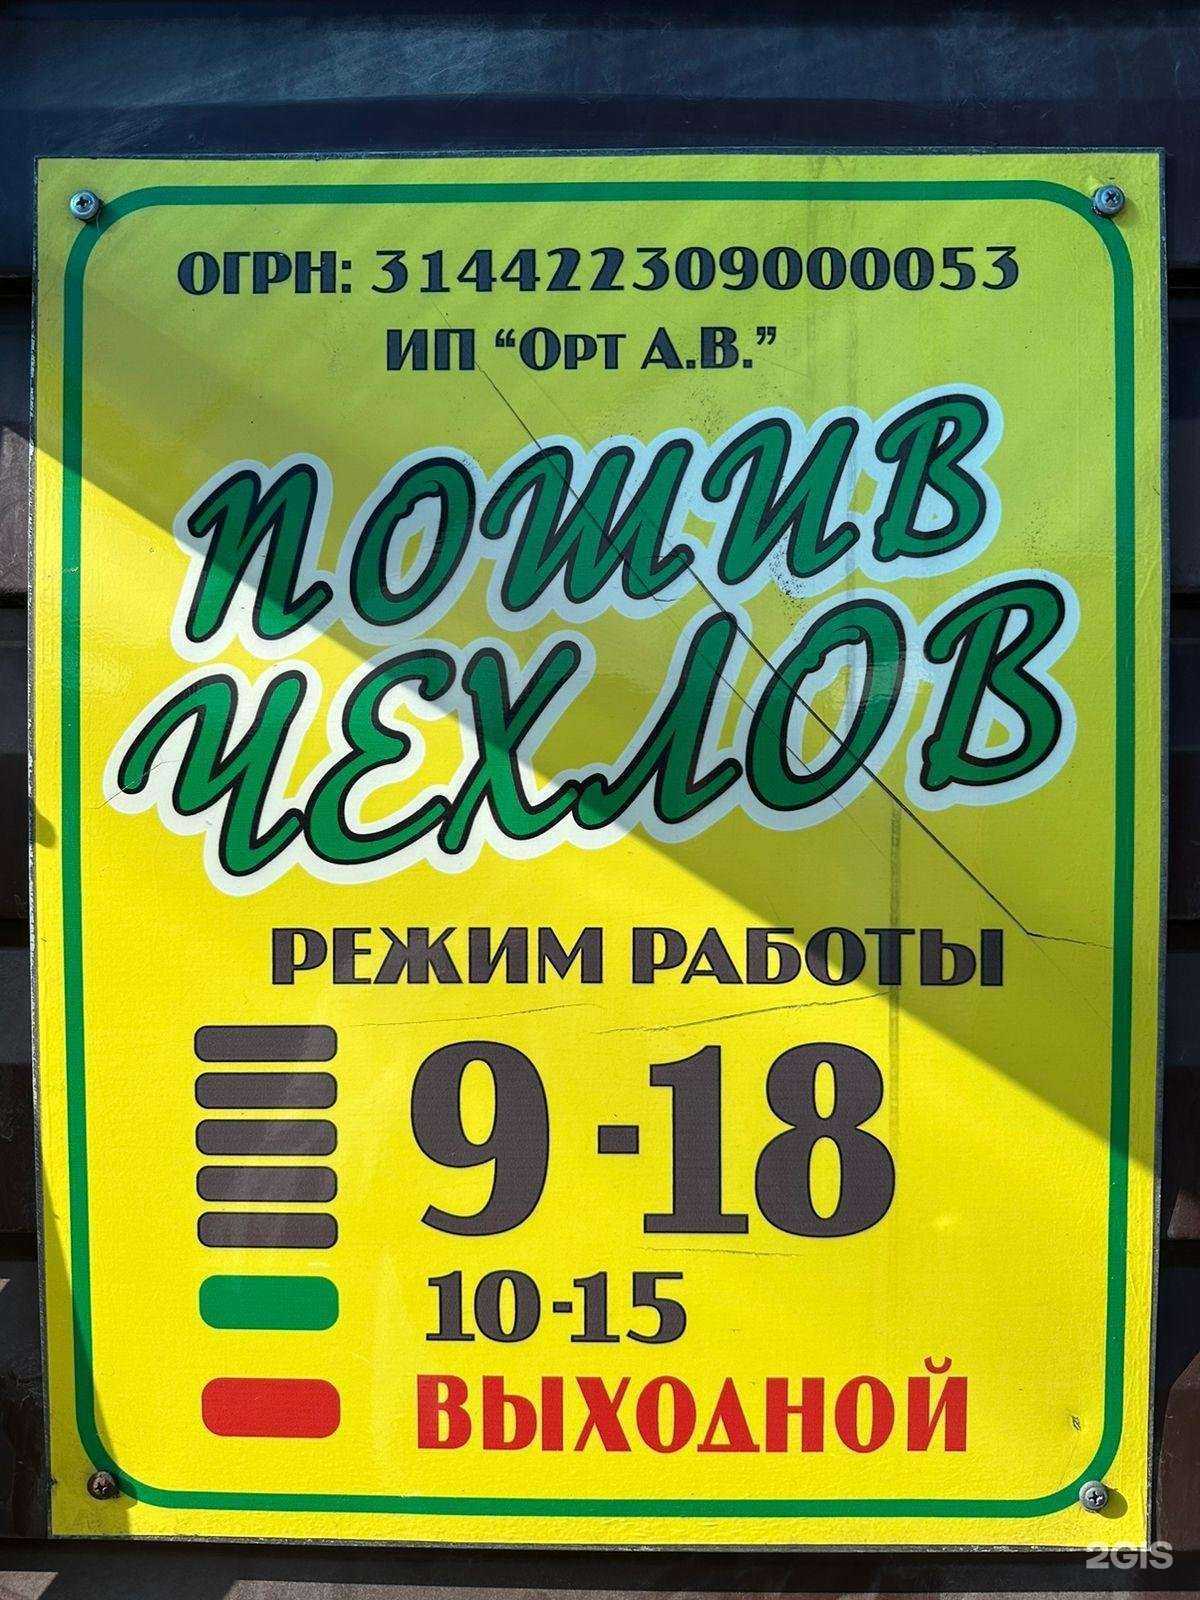 ОГРН: 314422309000053
ИП “Орт А.В.”
ПОШИВ
ЧЕХЛОВ
РЕЖИМ РАБОТЫ
9-18
10-15
ВЫХОДНОЙ
2GIS